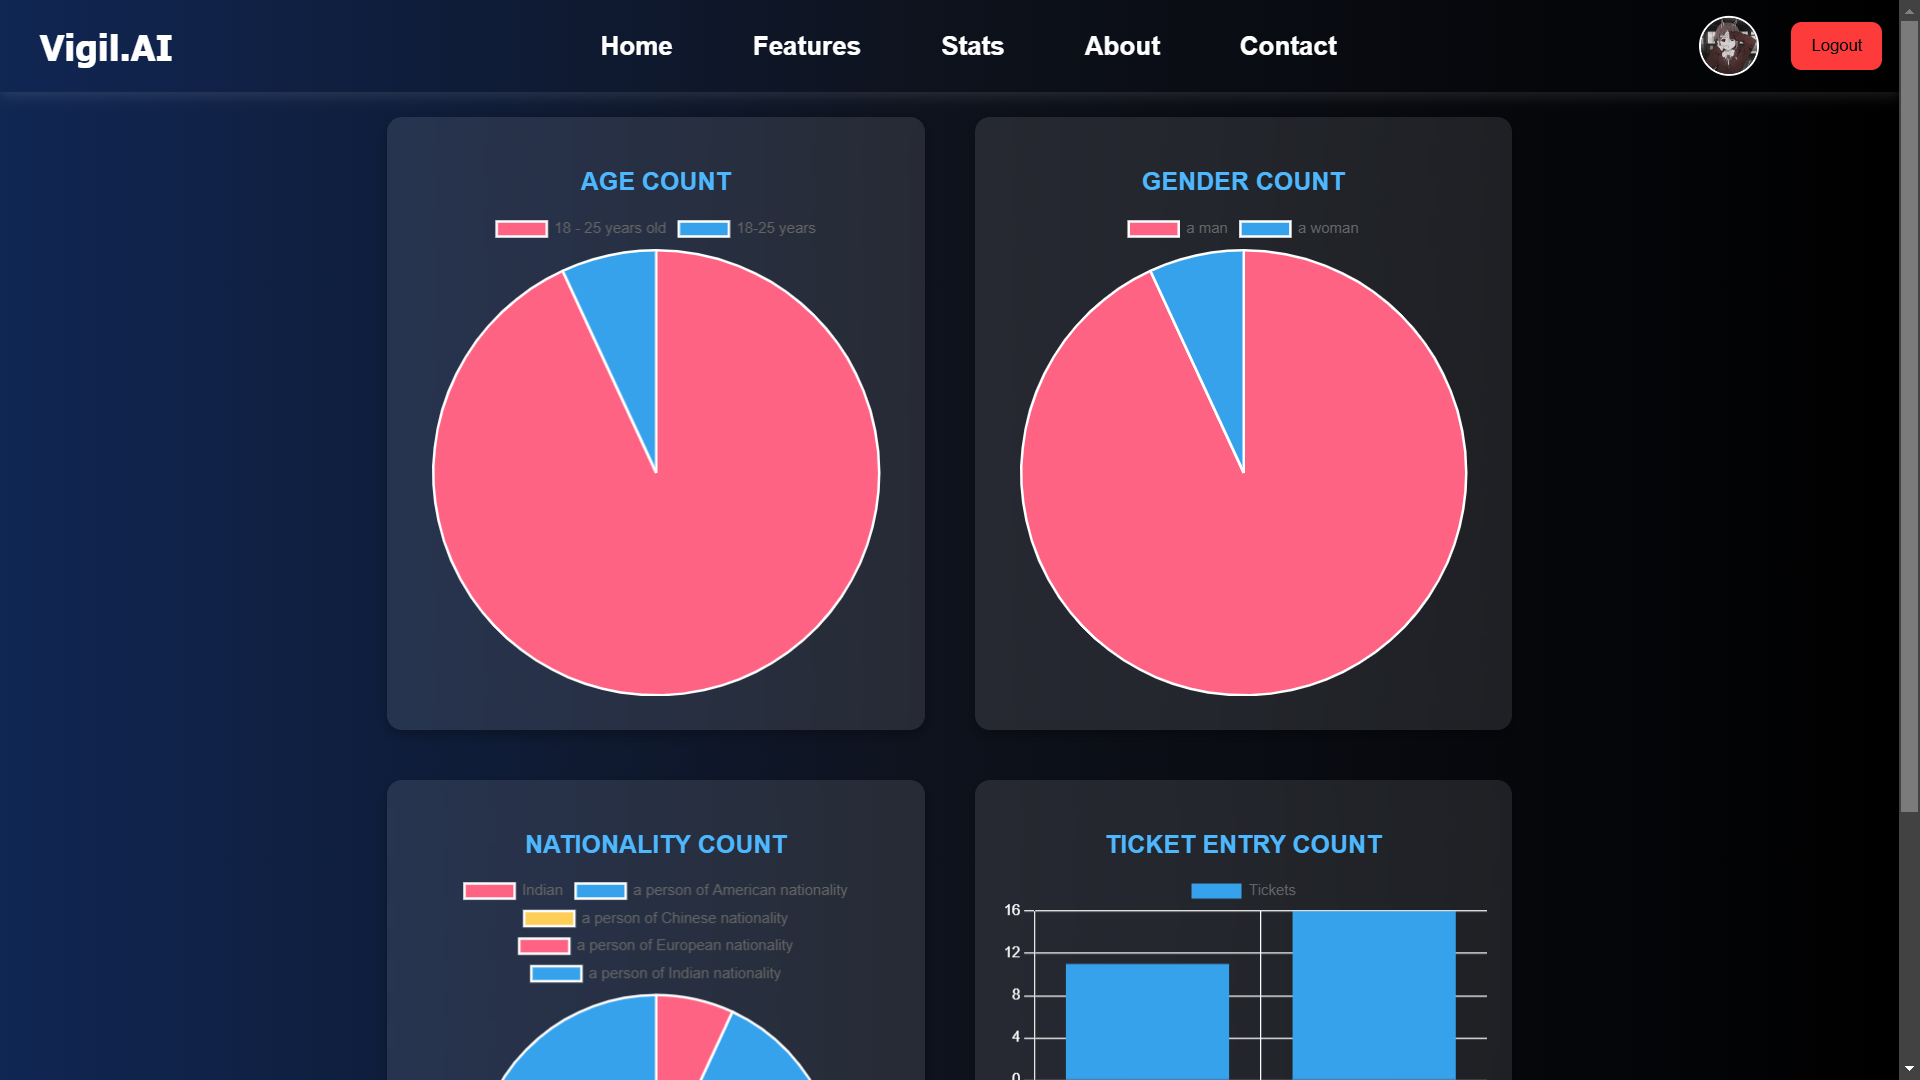 Vigil.AI
Home Features Stats About Contact
Logout
AGE COUNT
18 - 25 years old 18-25 years
GENDER COUNT
a man a woman
NATIONALITY COUNT
Indian a person of American nationality
a person of Chinese nationality
a person of European nationality
a person of Indian nationality
TICKET ENTRY COUNT
Tickets
16
12
8
4
0